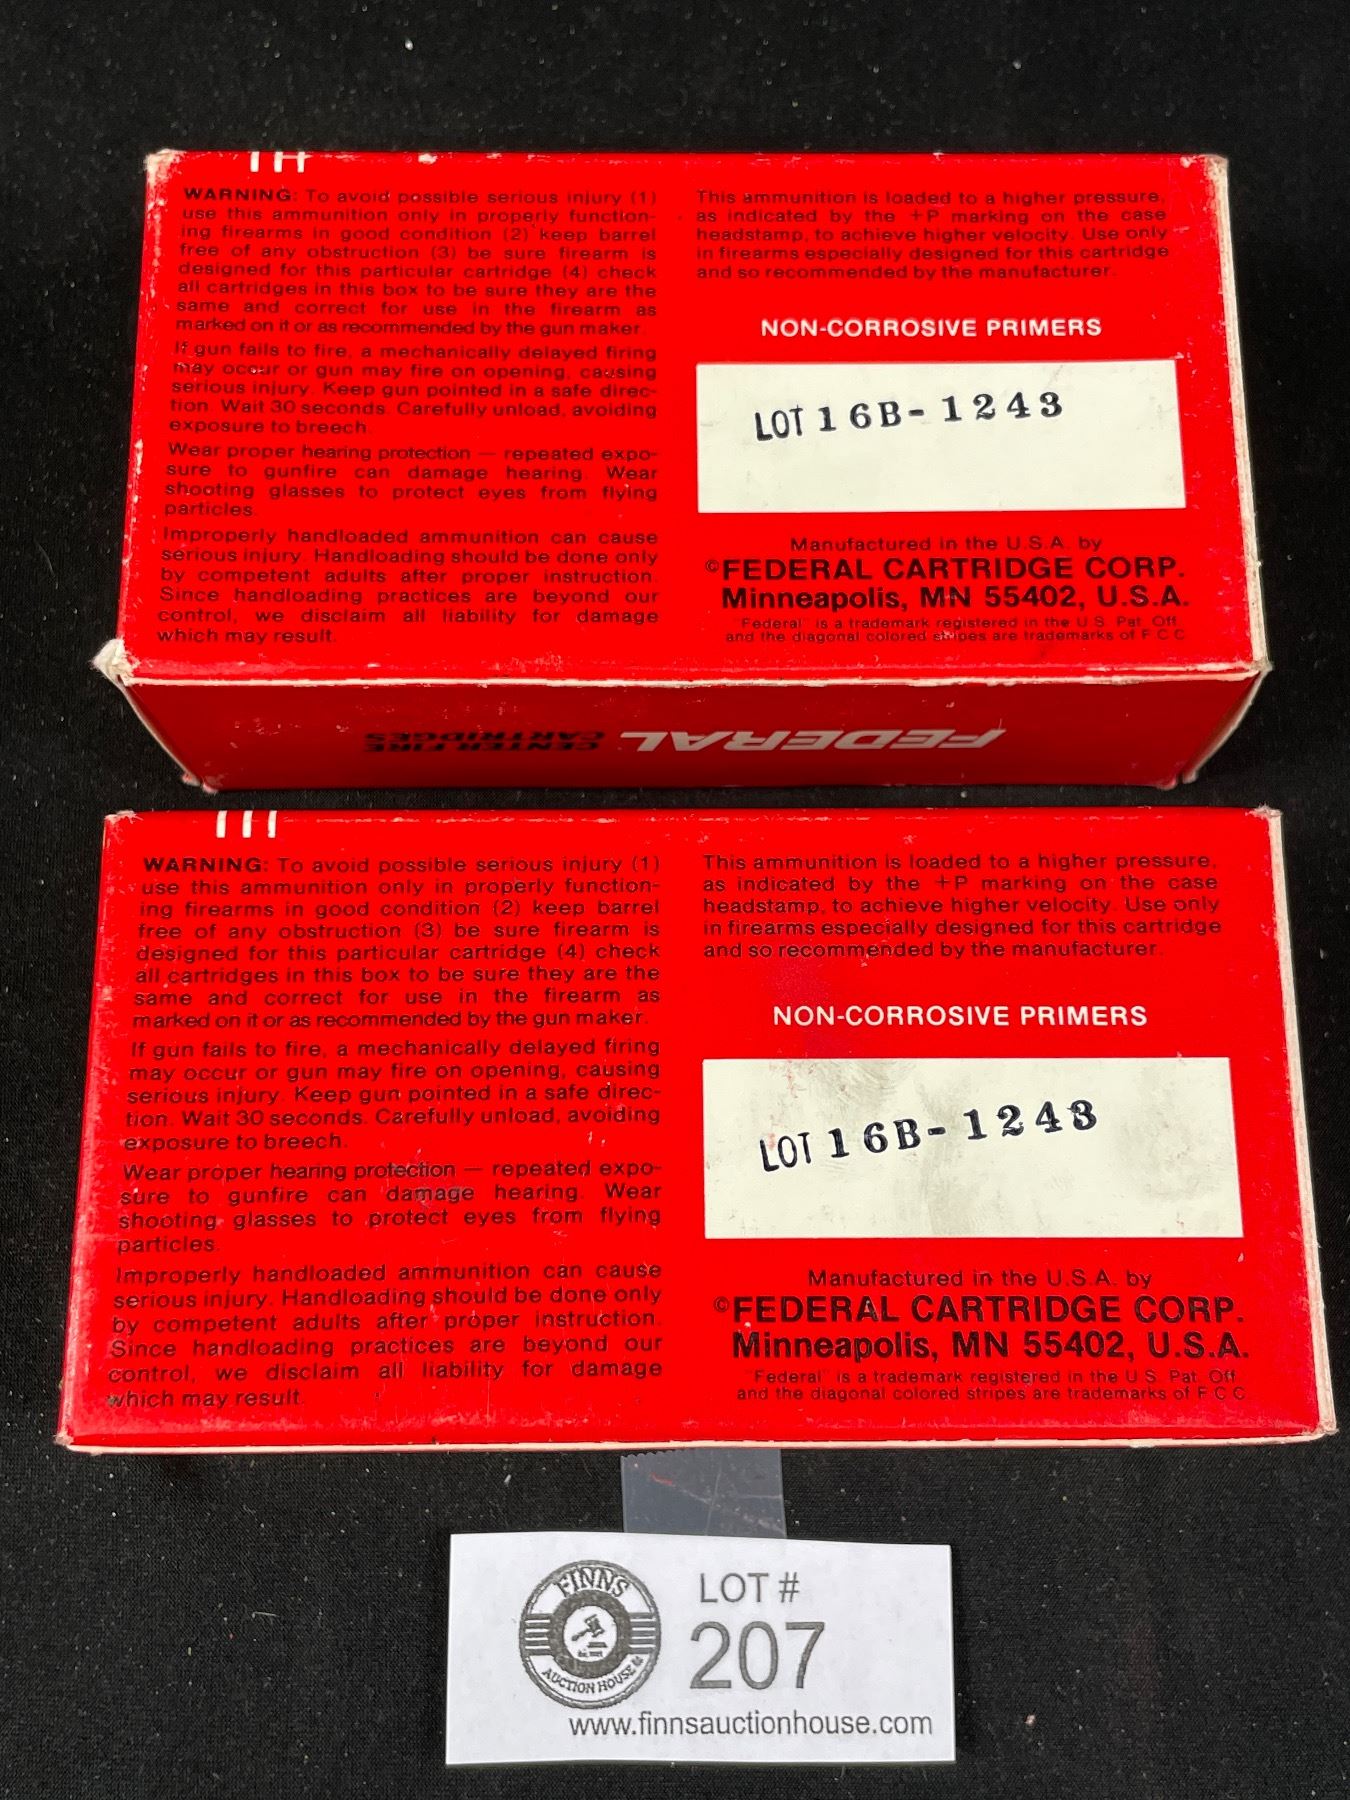 WARNING: To avoid possible serious injury (1)
use this ammunition only in properly function-
ing firearms in good condition (2) keep barrel
free of any obstruction (3) be sure firearm is
designed for this particular cartridge (4) check
all cartridges in this box to be sure they are the
same and correct for use in the firearm as
marked on it or as recommended by the gun maker.
If gun fails to fire, a mechanically delayed firing
may occur or gun may fire on opening, causing
serious injury. Keep gun pointed in a safe direc-
tion. Wait 30 seconds. Carefully unload, avoiding
exposure to breech.
Wear proper hearing protection — repeated expo-
sure to gunfire can damage hearing. Wear
shooting glasses to protect eyes from flying
particles.
Improperly handloaded ammunition can cause
serious injury. Handloading should be done only
by competent adults after proper instruction.
Since handloading practices are beyond our
control, we disclaim all liability for damage
which may result.
This ammunition is loaded to a higher pressure,
as indicated by the +P marking on the case
headstamp, to achieve higher velocity. Use only
in firearms especially designed for this cartridge
and so recommended by the manufacturer.
NON-CORROSIVE PRIMERS
LOT 16B-1243
Manufactured in the U.S.A. by
©FEDERAL CARTRIDGE CORP.
Minneapolis, MN 55402, U.S.A.
"Federal" is a trademark registered in the U.S. Pat. Off.
and the diagonal colored stripes are trademarks of F.C.C.
FEDERAL
CENTER FIRE
CARTRIDGES
WARNING: To avoid possible serious injury (1)
use this ammunition only in properly function-
ing firearms in good condition (2) keep barrel
free of any obstruction (3) be sure firearm is
designed for this particular cartridge (4) check
all cartridges in this box to be sure they are the
same and correct for use in the firearm as
marked on it or as recommended by the gun maker.
If gun fails to fire, a mechanically delayed firing
may occur or gun may fire on opening, causing
serious injury. Keep gun pointed in a safe direc-
tion. Wait 30 seconds. Carefully unload, avoiding
exposure to breech.
Wear proper hearing protection — repeated expo-
sure to gunfire can damage hearing. Wear
shooting glasses to protect eyes from flying
particles.
Improperly handloaded ammunition can cause
serious injury. Handloading should be done only
by competent adults after proper instruction.
Since handloading practices are beyond our
control, we disclaim all liability for damage
which may result.
This ammunition is loaded to a higher pressure,
as indicated by the +P marking on the case
headstamp, to achieve higher velocity. Use only
in firearms especially designed for this cartridge
and so recommended by the manufacturer.
NON-CORROSIVE PRIMERS
LOT 16B-1243
Manufactured in the U.S.A. by
©FEDERAL CARTRIDGE CORP.
Minneapolis, MN 55402, U.S.A.
"Federal" is a trademark registered in the U.S. Pat. Off.
and the diagonal colored stripes are trademarks of F.C.C.
FINNS
AUCTION HOUSE
LOT #
207
www.finnsauctionhouse.com